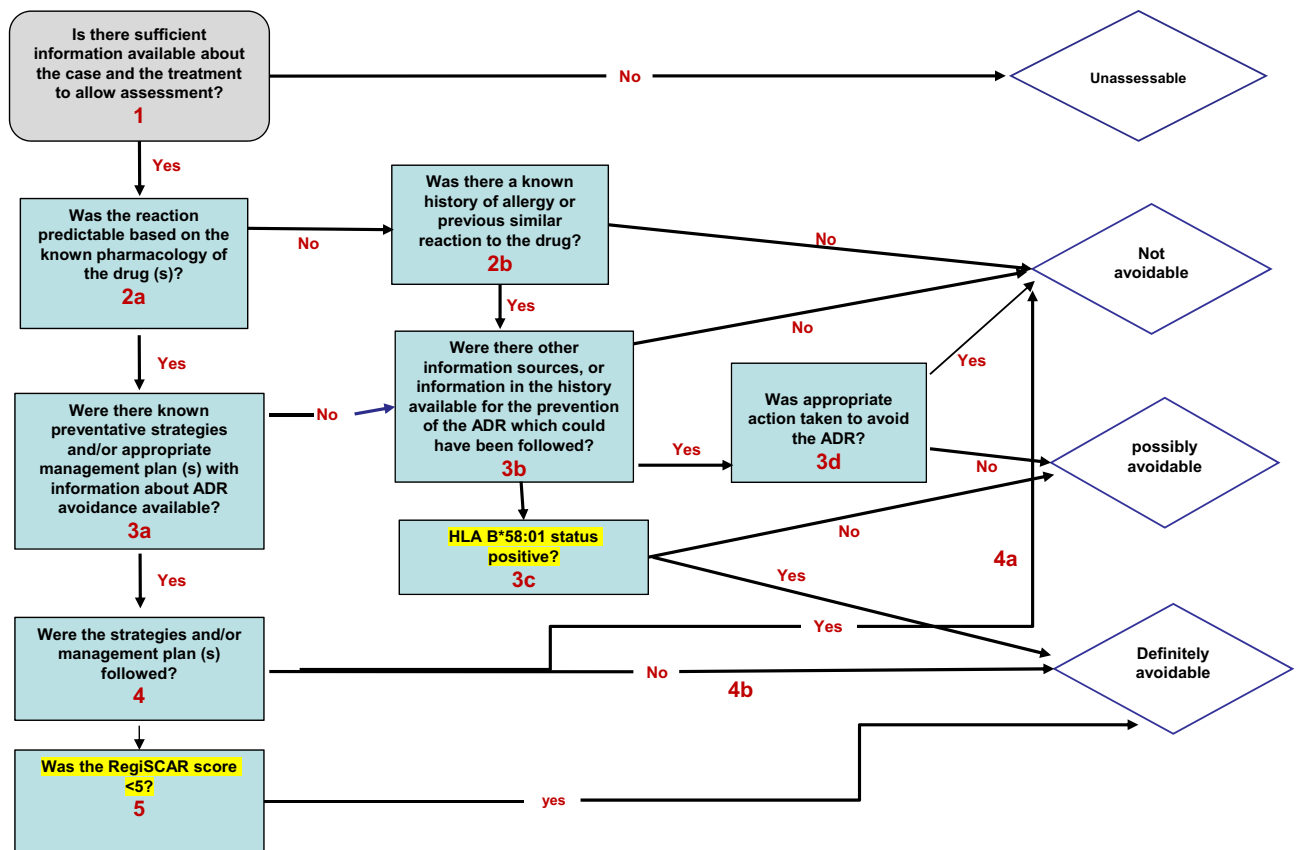 Is there sufficient
information available about
the case and the treatment
to allow assessment?
1
No
Unassessable
Yes
Was the reaction
predictable based on the
known pharmacology of
the drug (s)?
2a
No
Was there a known
history of allergy or
previous similar
reaction to the drug?
2b
No
Not
avoidable
Yes
Yes
Were there other
information sources, or
information in the history
available for the prevention
of the ADR which could
have been followed?
3b
No
Yes
Was appropriate
action taken to avoid
the ADR?
3d
Yes
No
possibly
avoidable
Were there known
preventative strategies
and/or appropriate
management plan (s) with
information about ADR
avoidance available?
3a
No
HLA B*58:01 status
positive?
3c
No
Yes
4a
Yes
Were the strategies and/or
management plan (s)
followed?
4
Yes
No
4b
Definitely
avoidable
Was the RegiSCAR score
<5?
5
yes